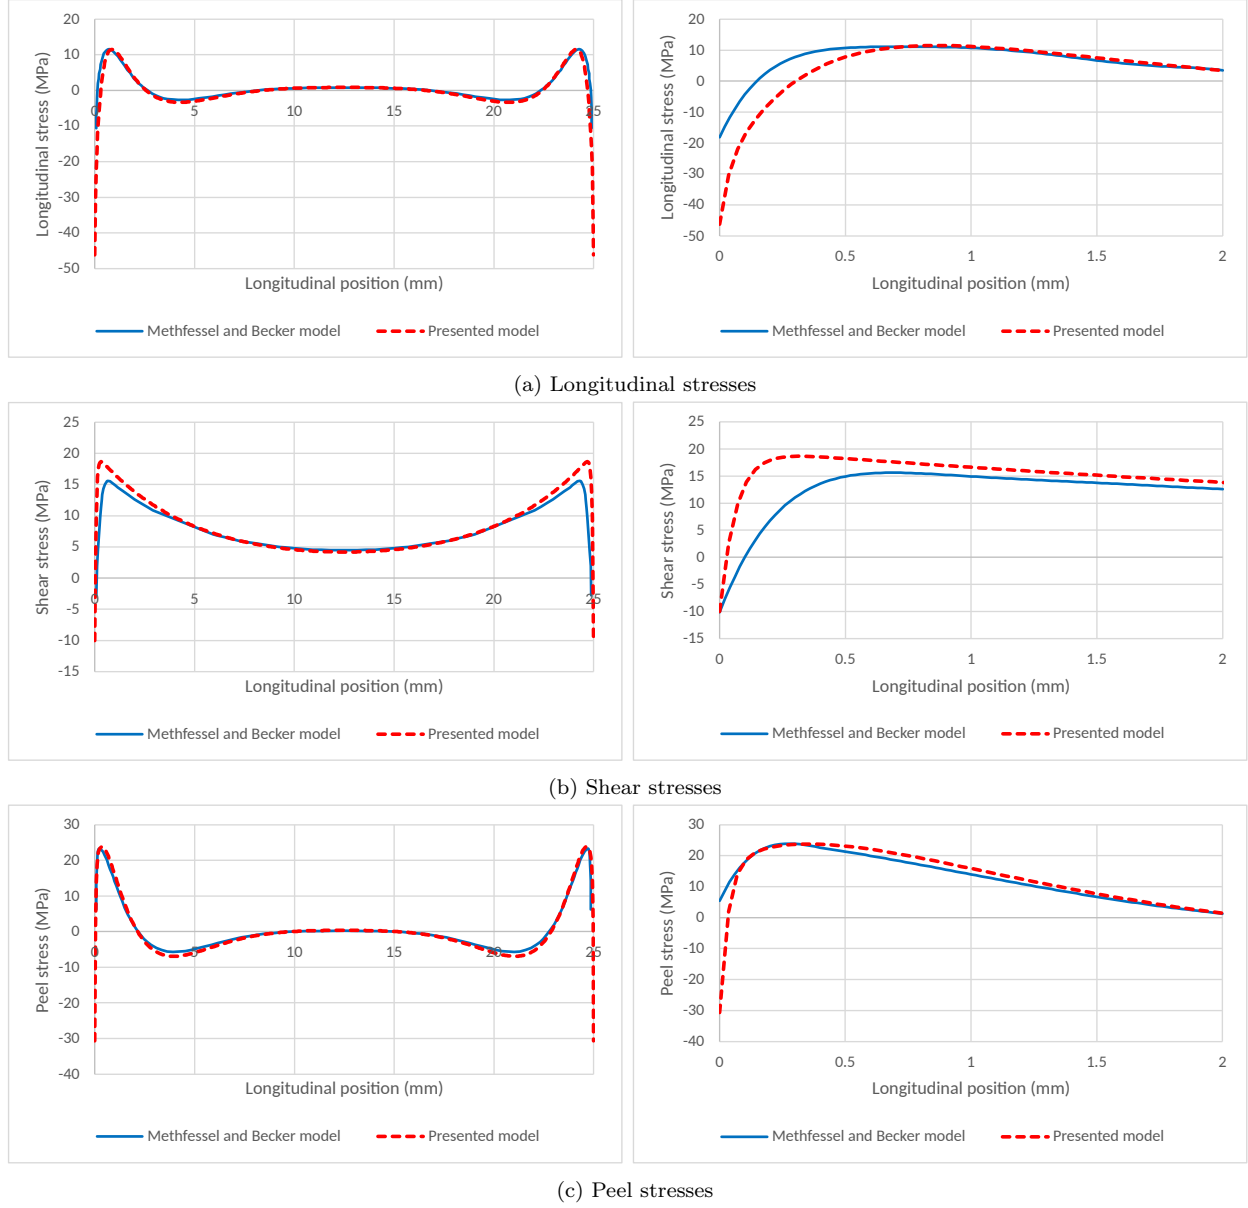 20
10
0
-10
-20
-30
-40
-50
0 5 10 15 20 25
Longitudinal stress (MPa)
Longitudinal position (mm)
Methfessel and Becker model Presented model
20
10
0
-10
-20
-30
-40
-50
0 0.5 1 1.5 2
Longitudinal stress (MPa)
Longitudinal position (mm)
Methfessel and Becker model Presented model
(a) Longitudinal stresses
25
20
15
10
5
0
-5
-10
-15
0 5 10 15 20 25
Shear stress (MPa)
Longitudinal position (mm)
Methfessel and Becker model Presented model
25
20
15
10
5
0
-5
-10
-15
0 0.5 1 1.5 2
Shear stress (MPa)
Longitudinal position (mm)
Methfessel and Becker model Presented model
(b) Shear stresses
30
20
10
0
-10
-20
-30
-40
0 5 10 15 20 25
Peel stress (MPa)
Longitudinal position (mm)
Methfessel and Becker model Presented model
30
20
10
0
-10
-20
-30
-40
0 0.5 1 1.5 2
Peel stress (MPa)
Longitudinal position (mm)
Methfessel and Becker model Presented model
(c) Peel stresses